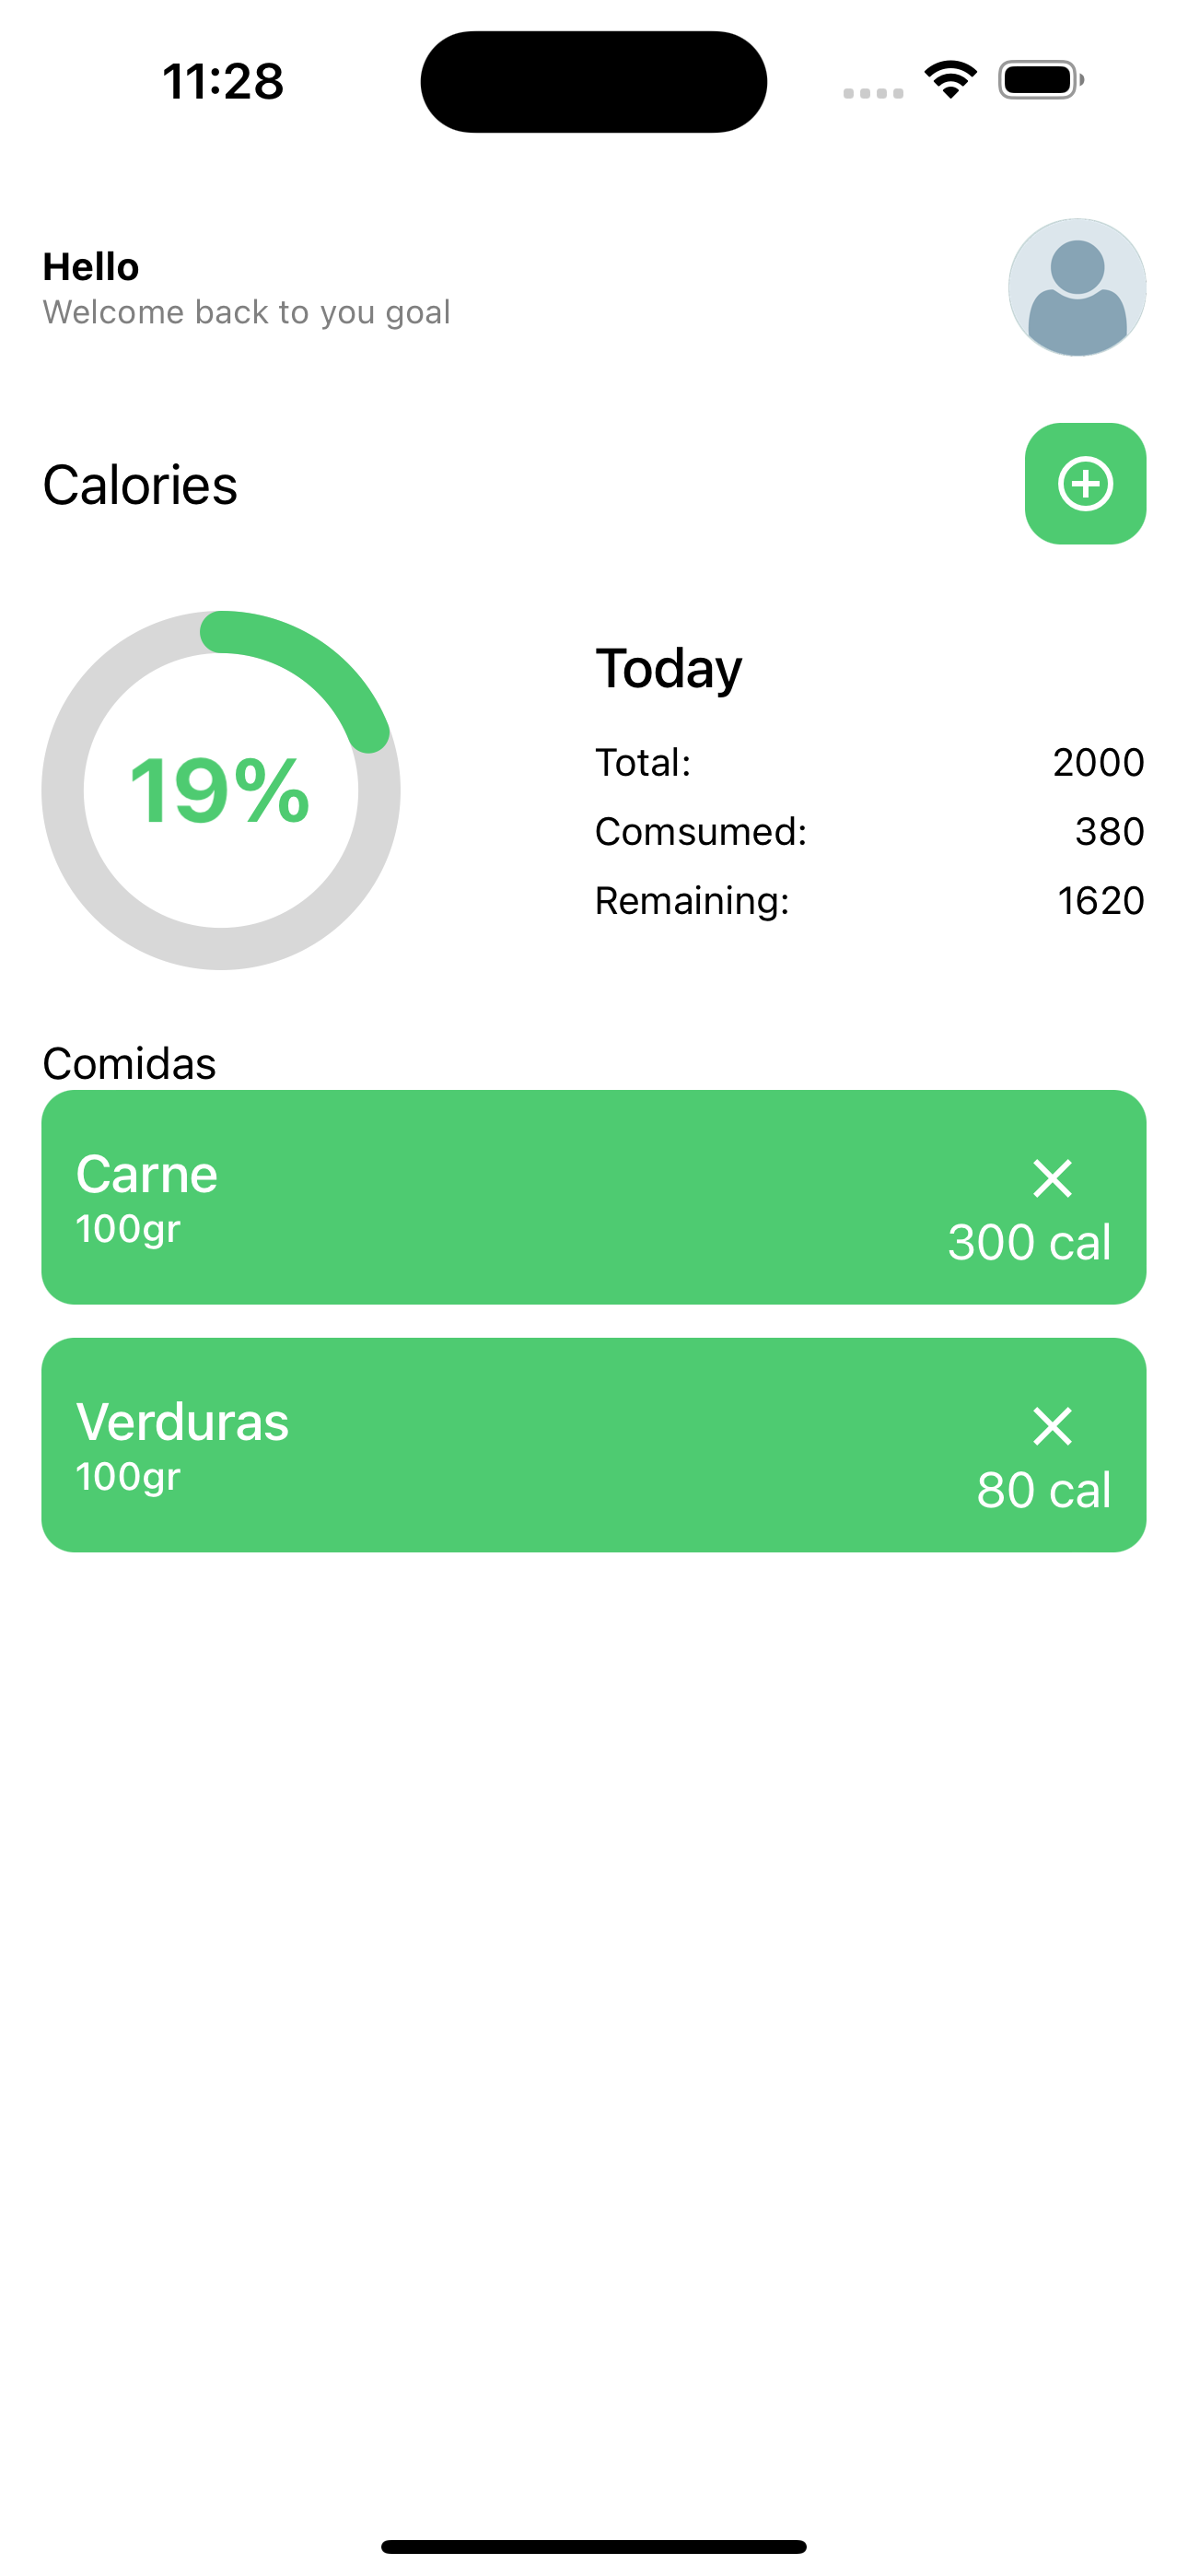 11:28
Hello
Welcome back to you goal
Calories
19%
Today
Total: 2000
Comsumed: 380
Remaining: 1620
Comidas
Carne
100gr
300 cal
Verduras
100gr
80 cal